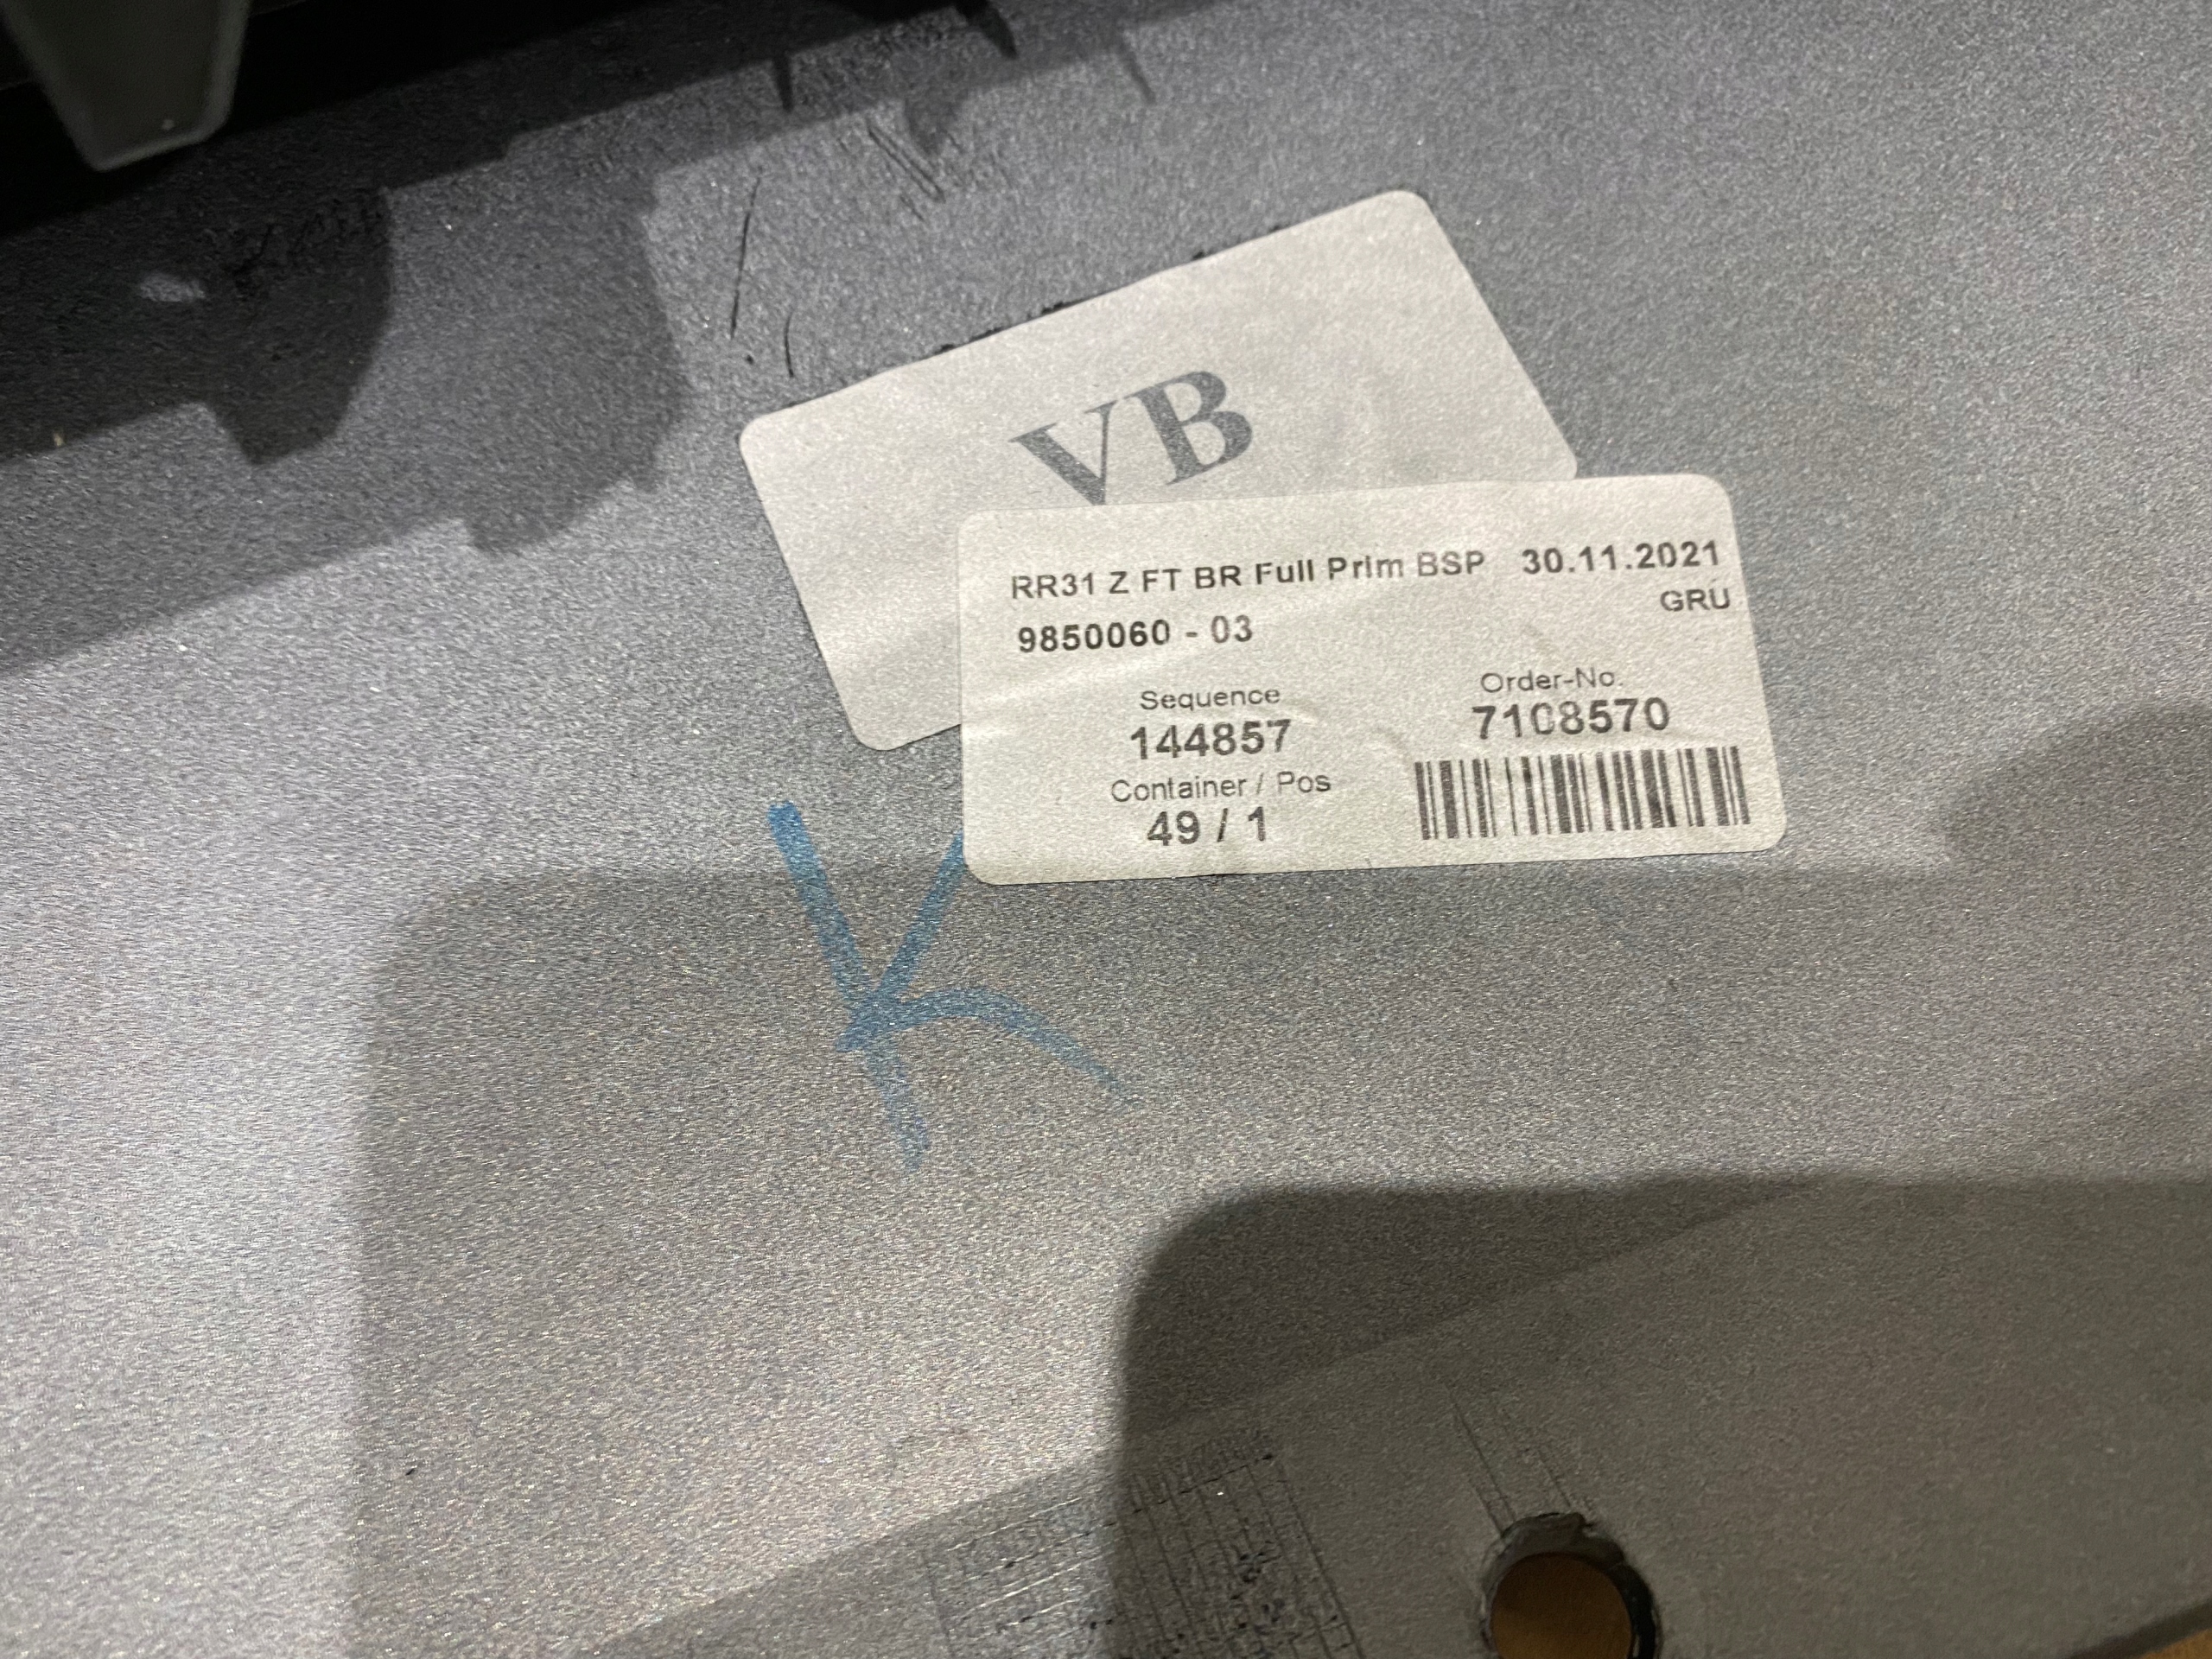 VB
RR31 Z FT BR Full Prim BSP 30.11.2021
GRÜ
9850060 - 03
Sequence
144857
Order-No.
7108570
Container / Pos
49 / 1
K